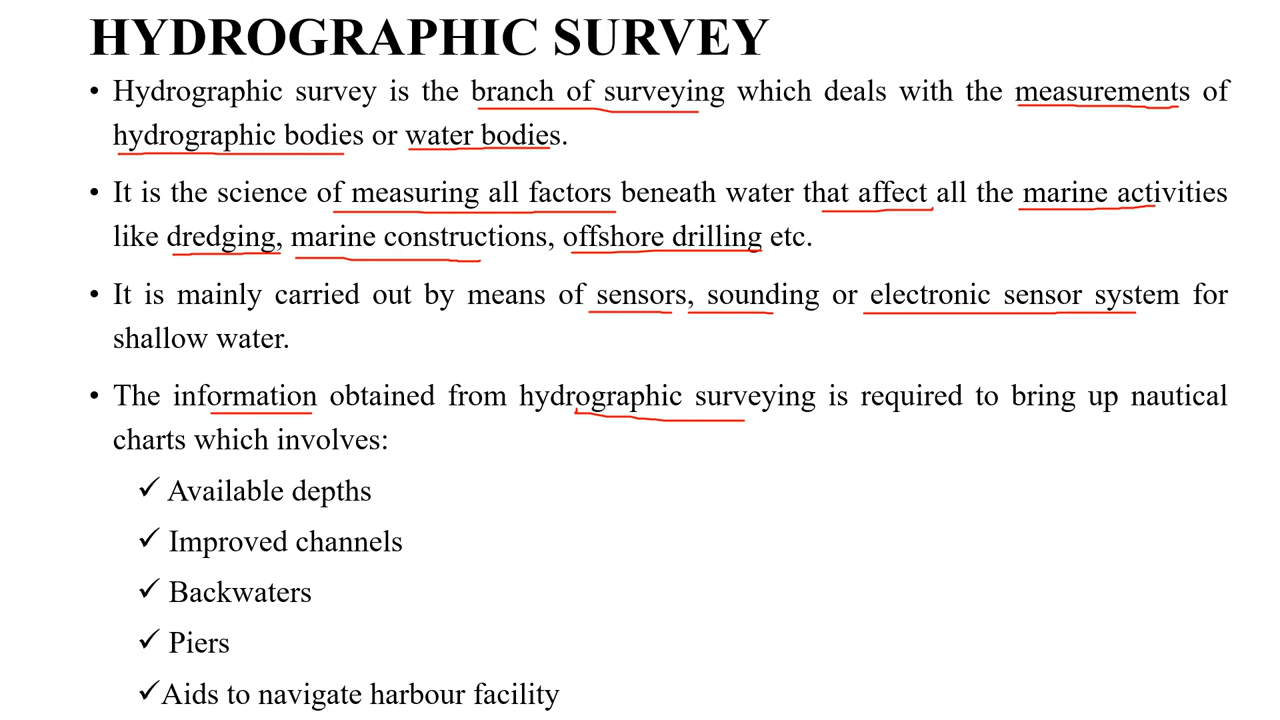 HYDROGRAPHIC SURVEY
• Hydrographic survey is the branch of surveying which deals with the measurements of
hydrographic bodies or water bodies.
• It is the science of measuring all factors beneath water that affect all the marine activities
like dredging, marine constructions, offshore drilling etc.
• It is mainly carried out by means of sensors, sounding or electronic sensor system for
shallow water.
• The information obtained from hydrographic surveying is required to bring up nautical
charts which involves:
✓ Available depths
✓ Improved channels
✓ Backwaters
✓ Piers
✓Aids to navigate harbour facility